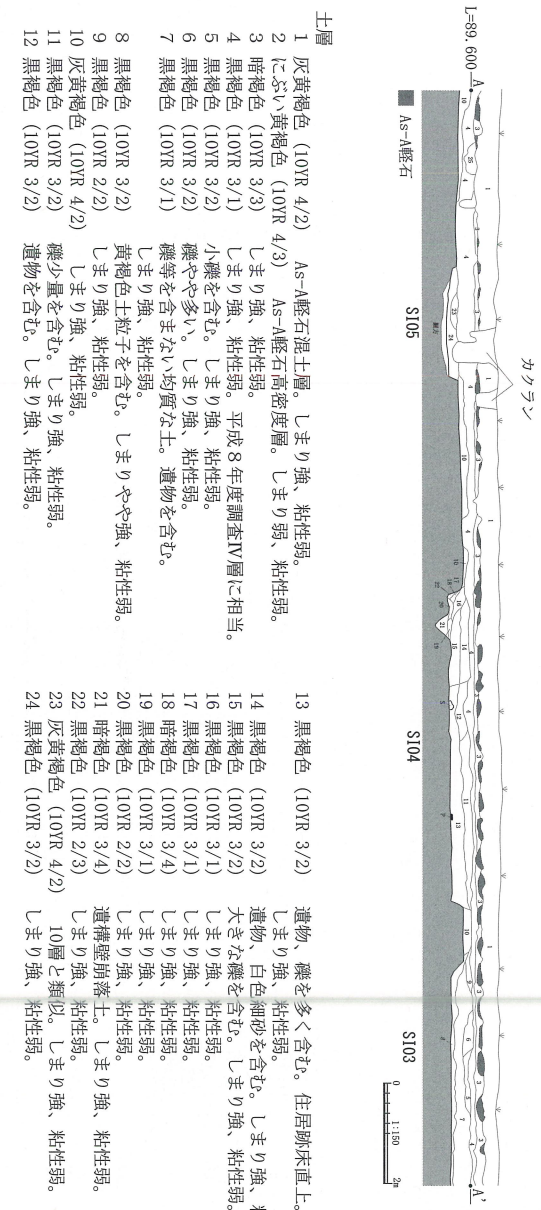 カクラン
L=89.600 A
A'
As-A軽石
SI05
SI04
SI03
0 1:150 2m
土層
1 灰黄褐色 (10YR 4/2) As-A軽石混土層。しまり強、粘性弱。
2 にぶい黄褐色 (10YR 4/3) As-A軽石高密度層。しまり弱、粘性弱。
3 暗褐色 (10YR 3/3) しまり強、粘性弱。
4 黒褐色 (10YR 3/1) しまり強、粘性弱。平成8年度調査Ⅳ層に相当。
5 黒褐色 (10YR 3/2) 小礫を含む。しまり強、粘性弱。
6 黒褐色 (10YR 3/2) 礫やや多い。しまり強、粘性弱。
7 黒褐色 (10YR 3/1) 礫等を含まない均質な土。遺物を含む。
しまり強、粘性弱。
8 黒褐色 (10YR 3/2) 黄褐色土粒子を含む。しまりやや強、粘性弱。
9 黒褐色 (10YR 2/2) しまり強、粘性弱。
10 灰黄褐色 (10YR 4/2) しまり強、粘性弱。
11 黒褐色 (10YR 3/2) 礫少量を含む。しまり強、粘性弱。
12 黒褐色 (10YR 3/2) 遺物を含む。しまり強、粘性弱。
13 黒褐色 (10YR 3/2) 遺物、礫を多く含む。住居跡床直上。
しまり強、粘性弱。
14 黒褐色 (10YR 3/2) 遺物、白色細砂を含む。しまり強、
15 黒褐色 (10YR 3/2) 大きな礫を含む。しまり強、粘性弱。
16 黒褐色 (10YR 3/1) しまり強、粘性弱。
17 黒褐色 (10YR 3/1) しまり強、粘性弱。
18 暗褐色 (10YR 3/4) しまり強、粘性弱。
19 黒褐色 (10YR 3/1) しまり強、粘性弱。
20 黒褐色 (10YR 2/2) しまり強、粘性弱。
21 暗褐色 (10YR 3/4) 遺構壁崩落土。しまり強、粘性弱。
22 黒褐色 (10YR 2/3) しまり強、粘性弱。
23 灰黄褐色 (10YR 4/2) 10層と類似。しまり強、粘性弱。
24 黒褐色 (10YR 3/2) しまり強、粘性弱。